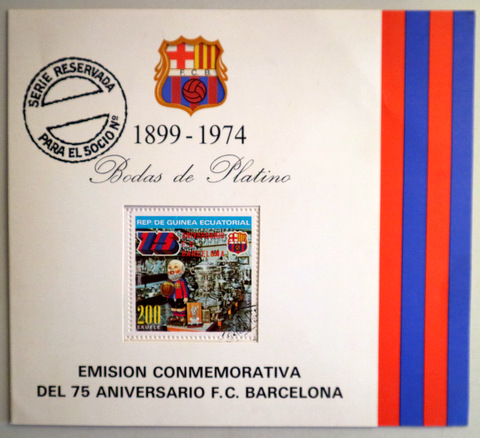 SERIE RESERVADA
PARA EL SOCIO Nº
F.C.B.
1899 - 1974
Bodas de Platino
REP. DE GUINEA ECUATORIAL
BARCELONA
200
EKUELE
EMISION CONMEMORATIVA
DEL 75 ANIVERSARIO F.C. BARCELONA